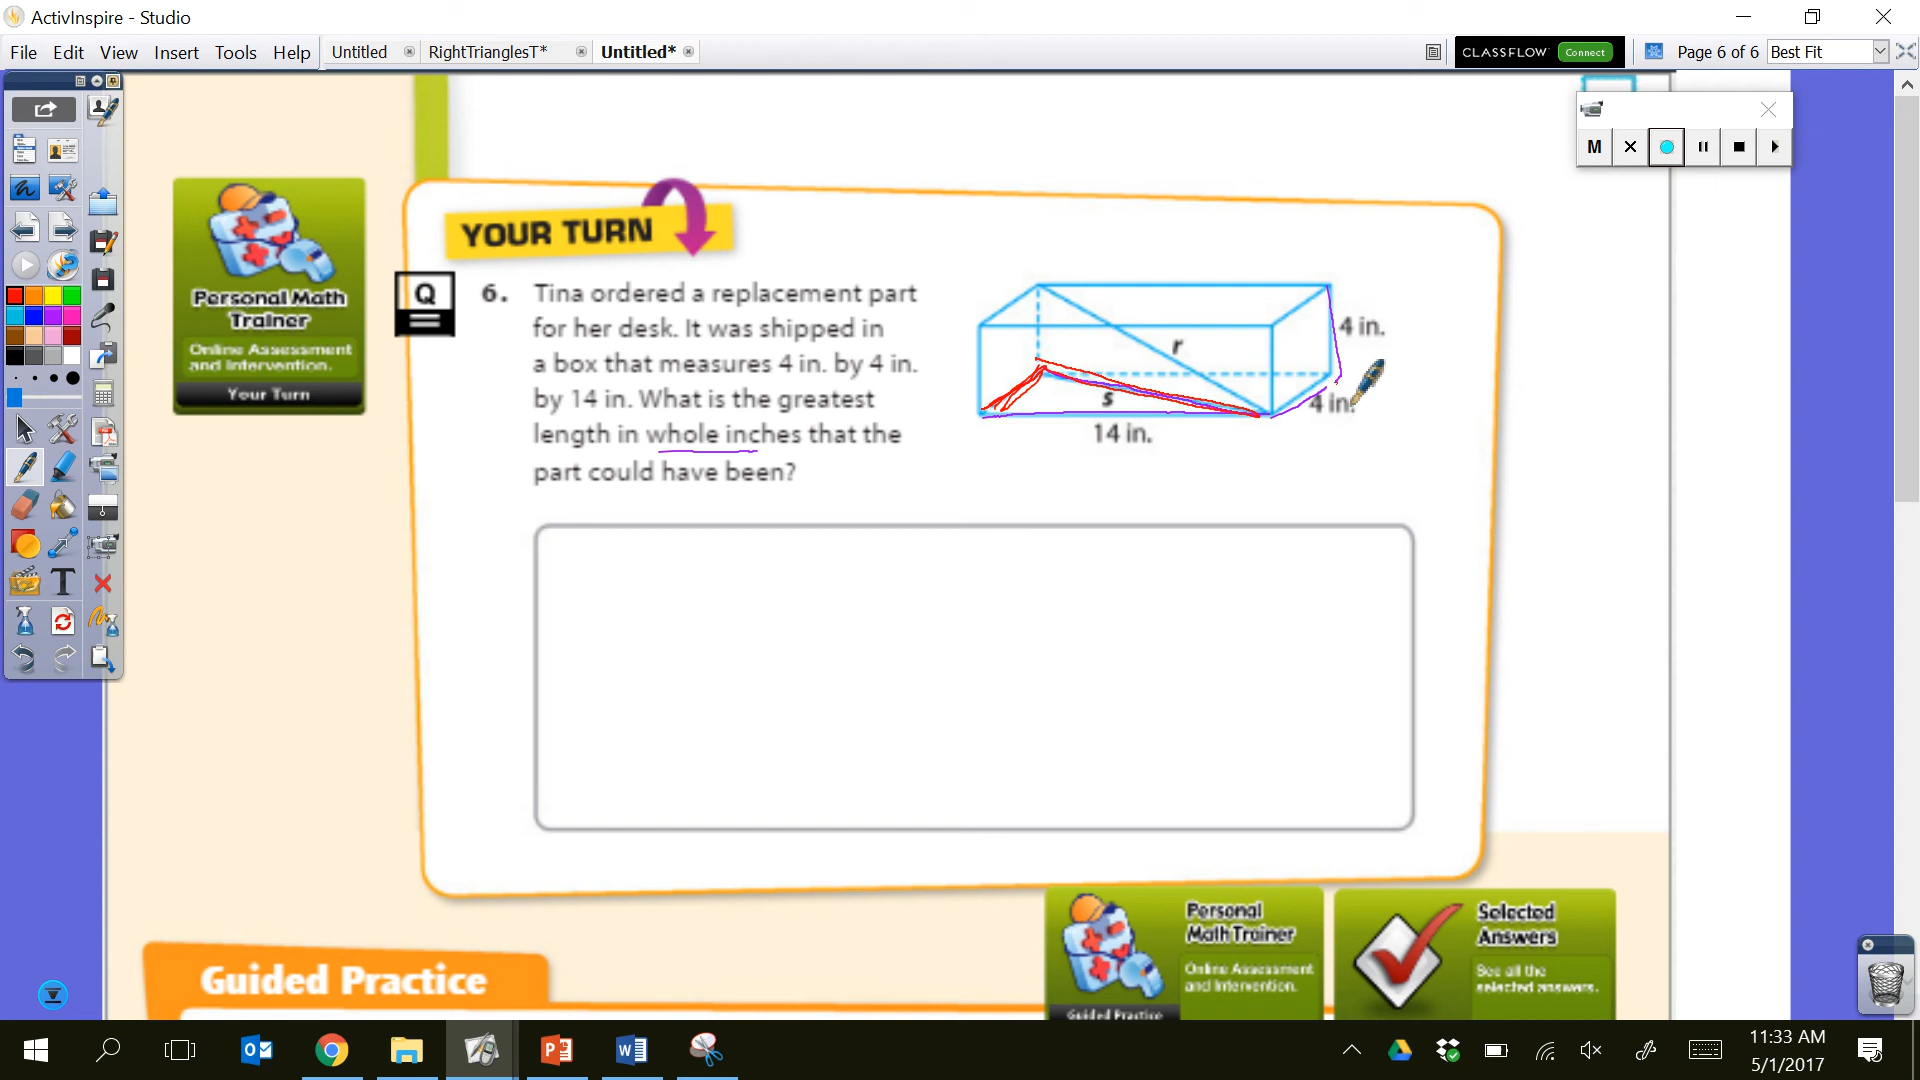 ActivInspire - Studio
File Edit View Insert Tools Help
Untitled RightTrianglesT* Untitled*
CLASSFLOW Connect
Page 6 of 6 Best Fit
M
Personal Math
Trainer
Online Assessment
and Intervention.
Your Turn
YOUR TURN
Q
6. Tina ordered a replacement part
for her desk. It was shipped in
a box that measures 4 in. by 4 in.
by 14 in. What is the greatest
length in whole inches that the
part could have been?
r
4 in.
s
4 in.
14 in.
T
Guided Practice
Personal
Math Trainer
Online Assessment
and Intervention.
Guided Practice
Selected
Answers
See all the
selected answers.
11:33 AM
5/1/2017